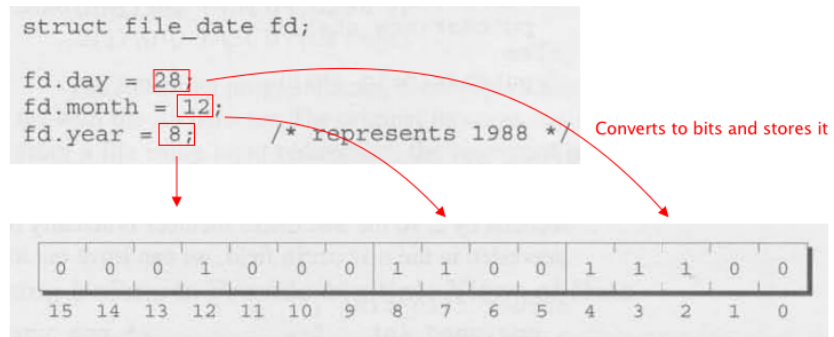 struct file_date fd;
fd.day = 28;
fd.month = 12;
fd.year = 8; /* represents 1988 */
Converts to bits and stores it
0 0 0 1 0 0 0 1 1 0 0 1 1 1 0 0
15 14 13 12 11 10 9 8 7 6 5 4 3 2 1 0